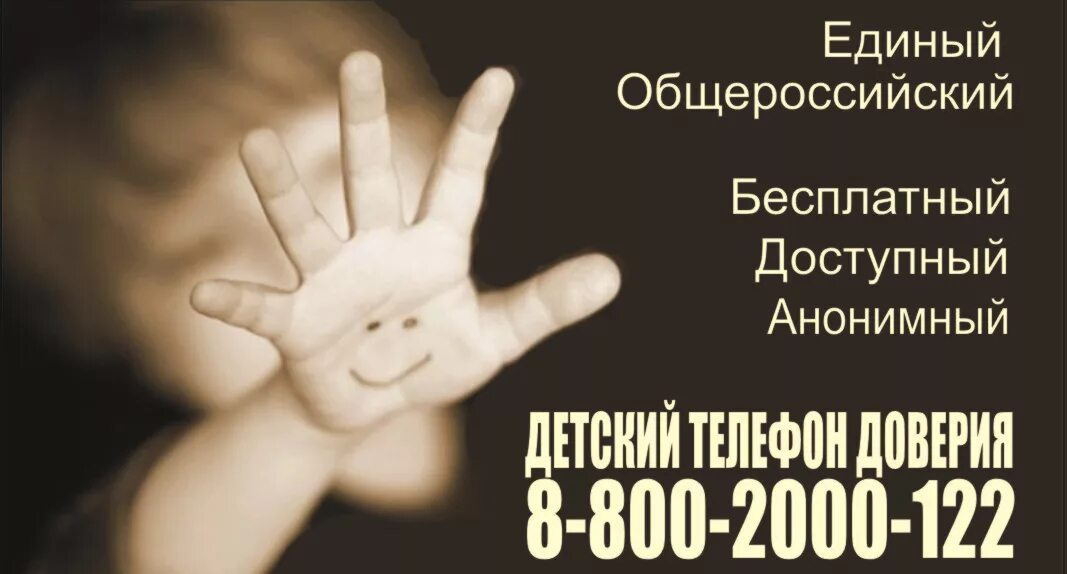 Единый
Общероссийский
Бесплатный
Доступный
Анонимный
ДЕТСКИЙ ТЕЛЕФОН ДОВЕРИЯ
8-800-2000-122